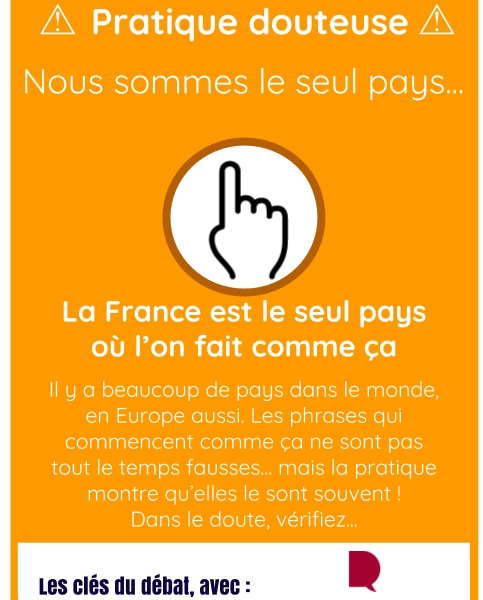 ⚠ Pratique douteuse ⚠
Nous sommes le seul pays...
La France est le seul pays
où l'on fait comme ça
Il y a beaucoup de pays dans le monde,
en Europe aussi. Les phrases qui
commencent comme ça ne sont pas
tout le temps fausses... mais la pratique
montre qu'elles le sont souvent !
Dans le doute, vérifiez...
Les clés du débat, avec :